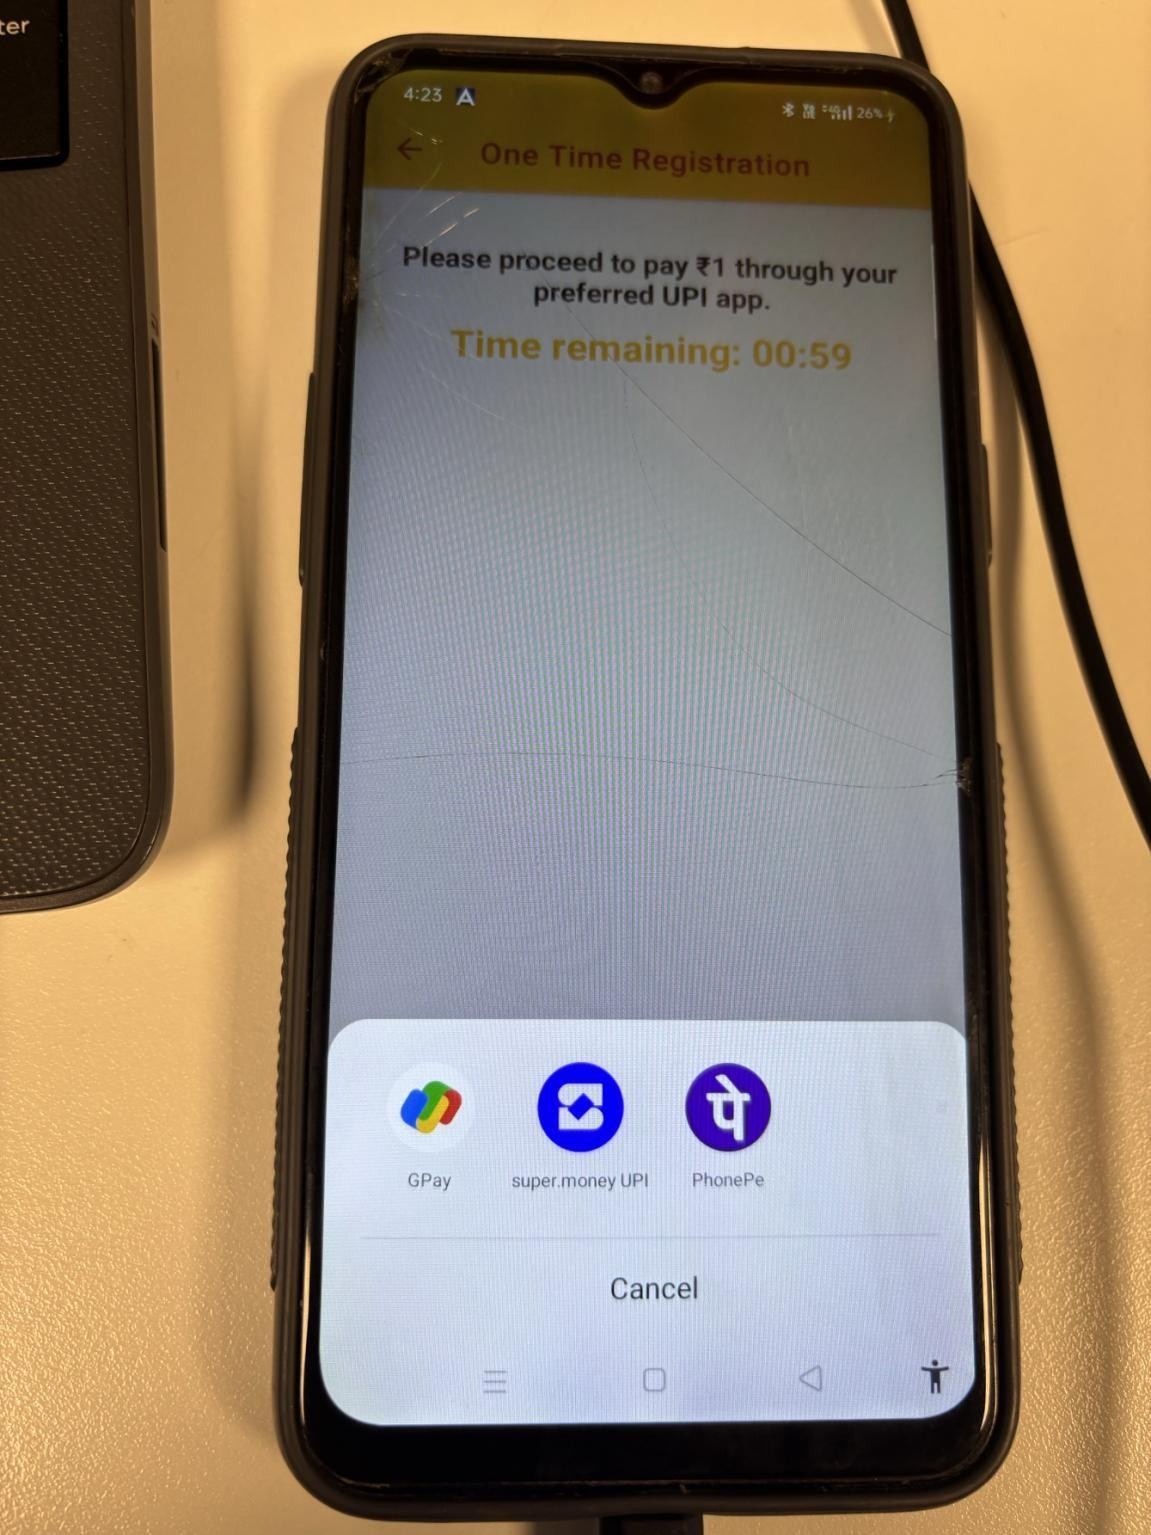 ter
4:23
26%
One Time Registration
Please proceed to pay ₹1 through your
preferred UPI app.
Time remaining: 00:59
पे
GPay
super.money UPI
PhonePe
Cancel